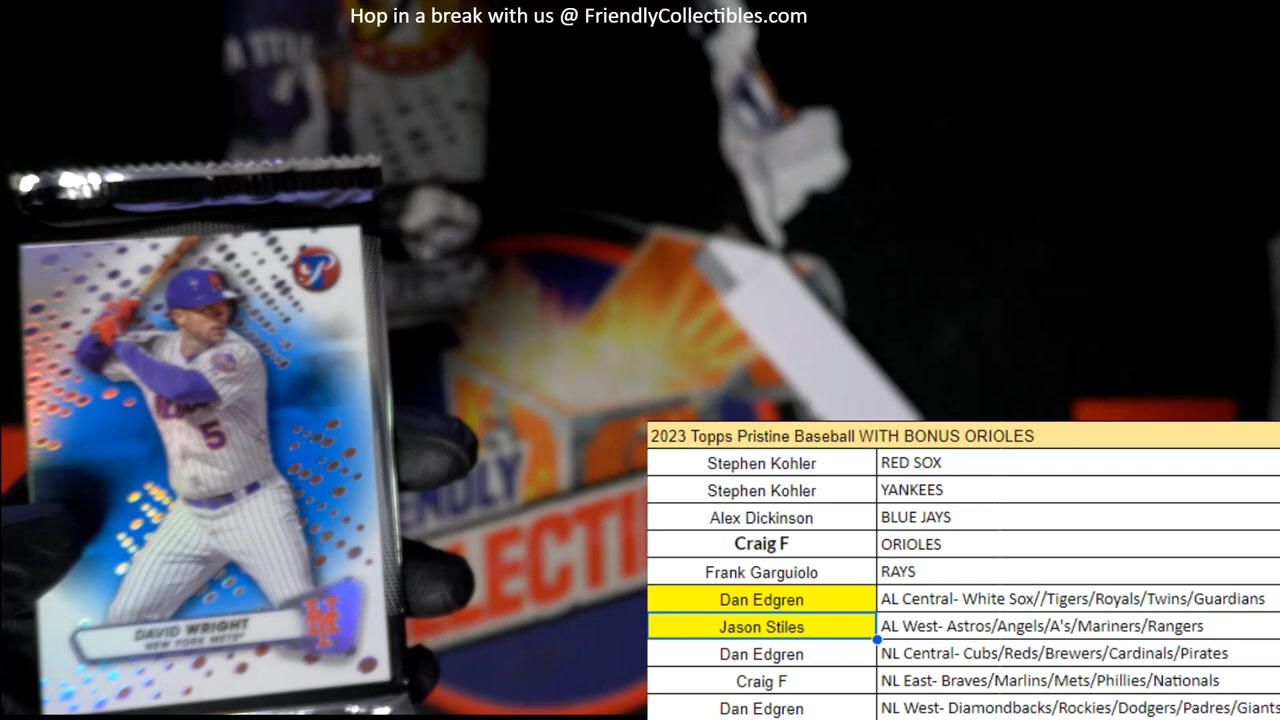 Hop in a break with us @ FriendlyCollectibles.com
5
DAVID WRIGHT
NEW YORK METS
2023 Topps Pristine Baseball WITH BONUS ORIOLES
Stephen Kohler RED SOX
Stephen Kohler YANKEES
Alex Dickinson BLUE JAYS
Craig F ORIOLES
Frank Garguiolo RAYS
Dan Edgren AL Central- White Sox//Tigers/Royals/Twins/Guardians
Jason Stiles AL West- Astros/Angels/A's/Mariners/Rangers
Dan Edgren NL Central- Cubs/Reds/Brewers/Cardinals/Pirates
Craig F NL East- Braves/Marlins/Mets/Phillies/Nationals
Dan Edgren NL West- Diamondbacks/Rockies/Dodgers/Padres/Giants